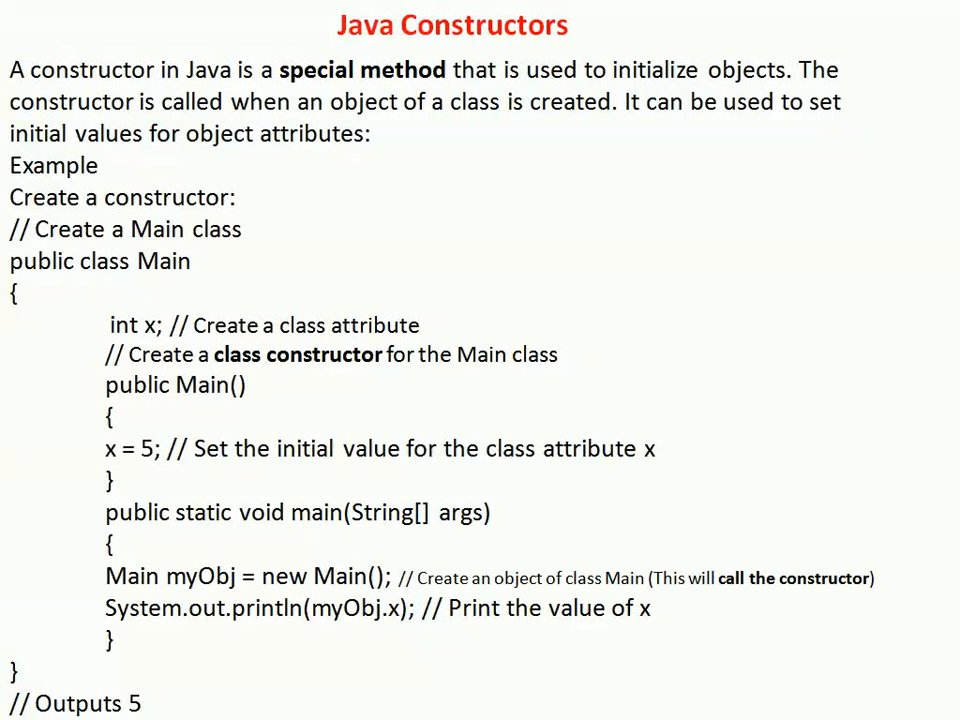 Java Constructors
A constructor in Java is a special method that is used to initialize objects. The
constructor is called when an object of a class is created. It can be used to set
initial values for object attributes:
Example
Create a constructor:
// Create a Main class
public class Main
{
int x; // Create a class attribute
// Create a class constructor for the Main class
public Main()
{
x = 5; // Set the initial value for the class attribute x
}
public static void main(String[] args)
{
Main myObj = new Main(); // Create an object of class Main (This will call the constructor)
System.out.println(myObj.x); // Print the value of x
}
}
// Outputs 5